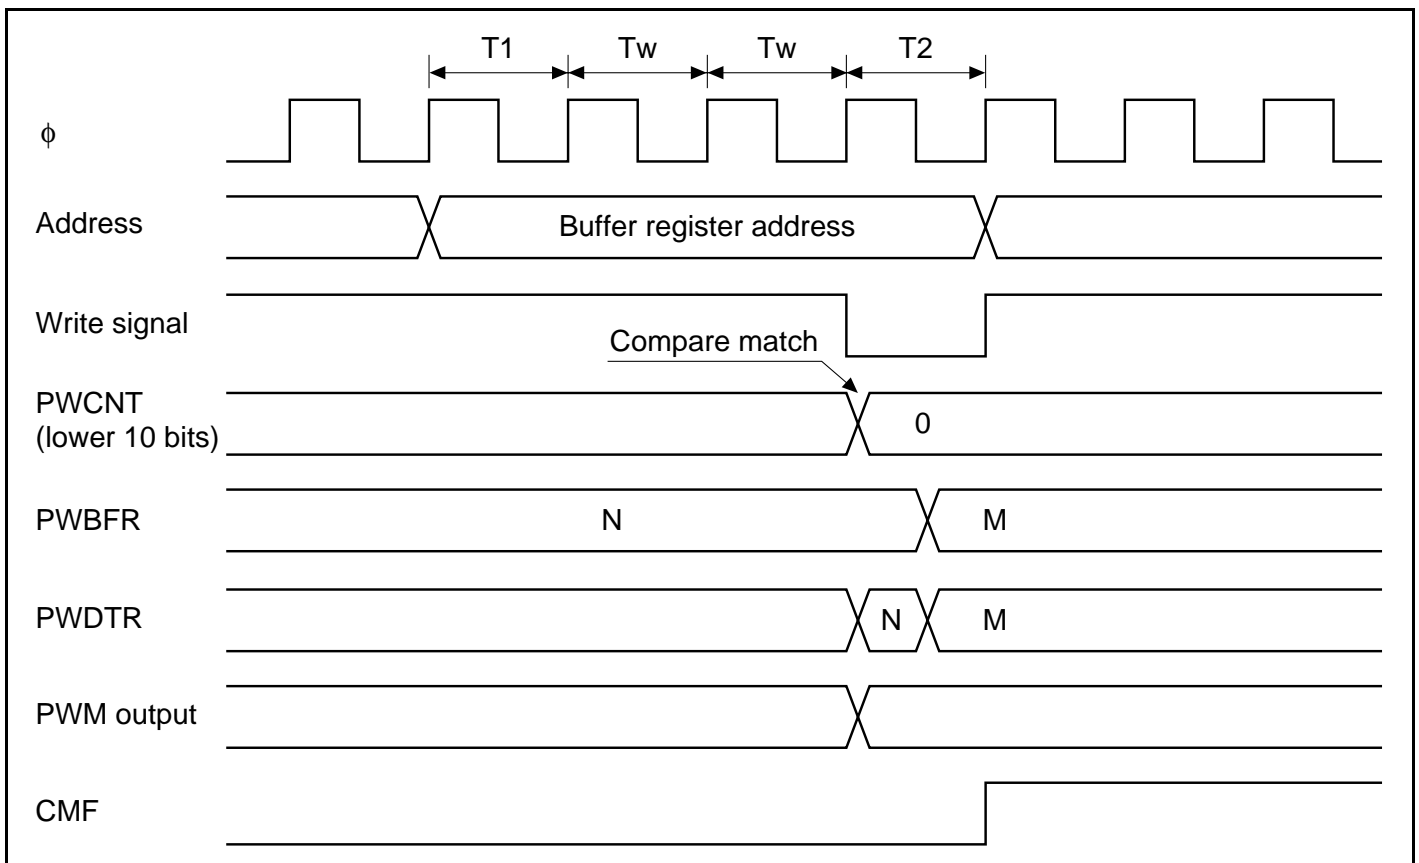 T1 Tw Tw T2
φ
Address Buffer register address
Write signal
Compare match
PWCNT
(lower 10 bits) 0
PWBFR N M
PWDTR N M
PWM output
CMF